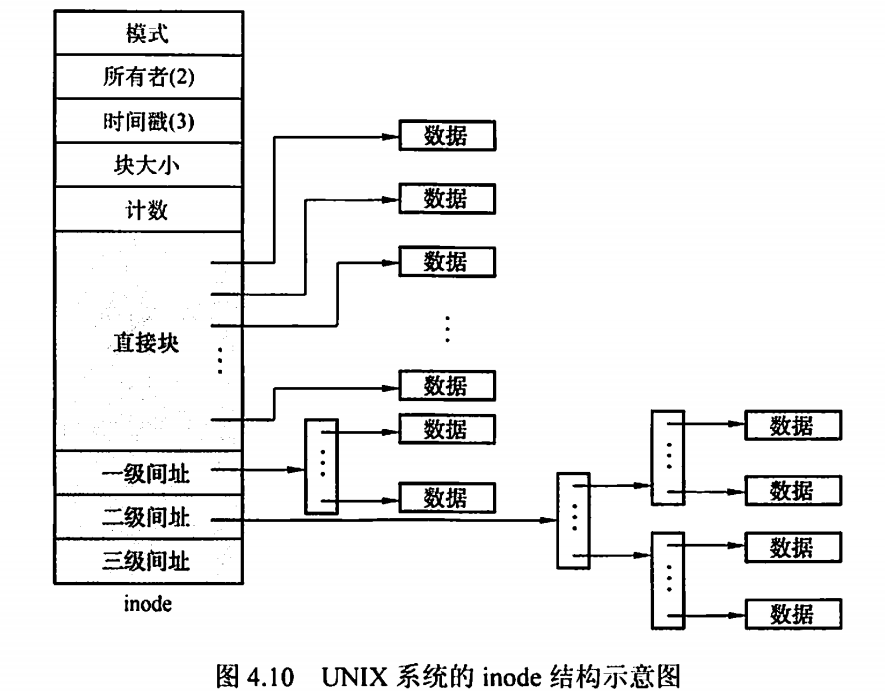 模式
所有者(2)
时间戳(3)
块大小
计数
直接块
一级间址
二级间址
三级间址
inode
数据
数据
数据
数据
数据
数据
数据
数据
数据
数据
图 4.10 UNIX 系统的 inode 结构示意图